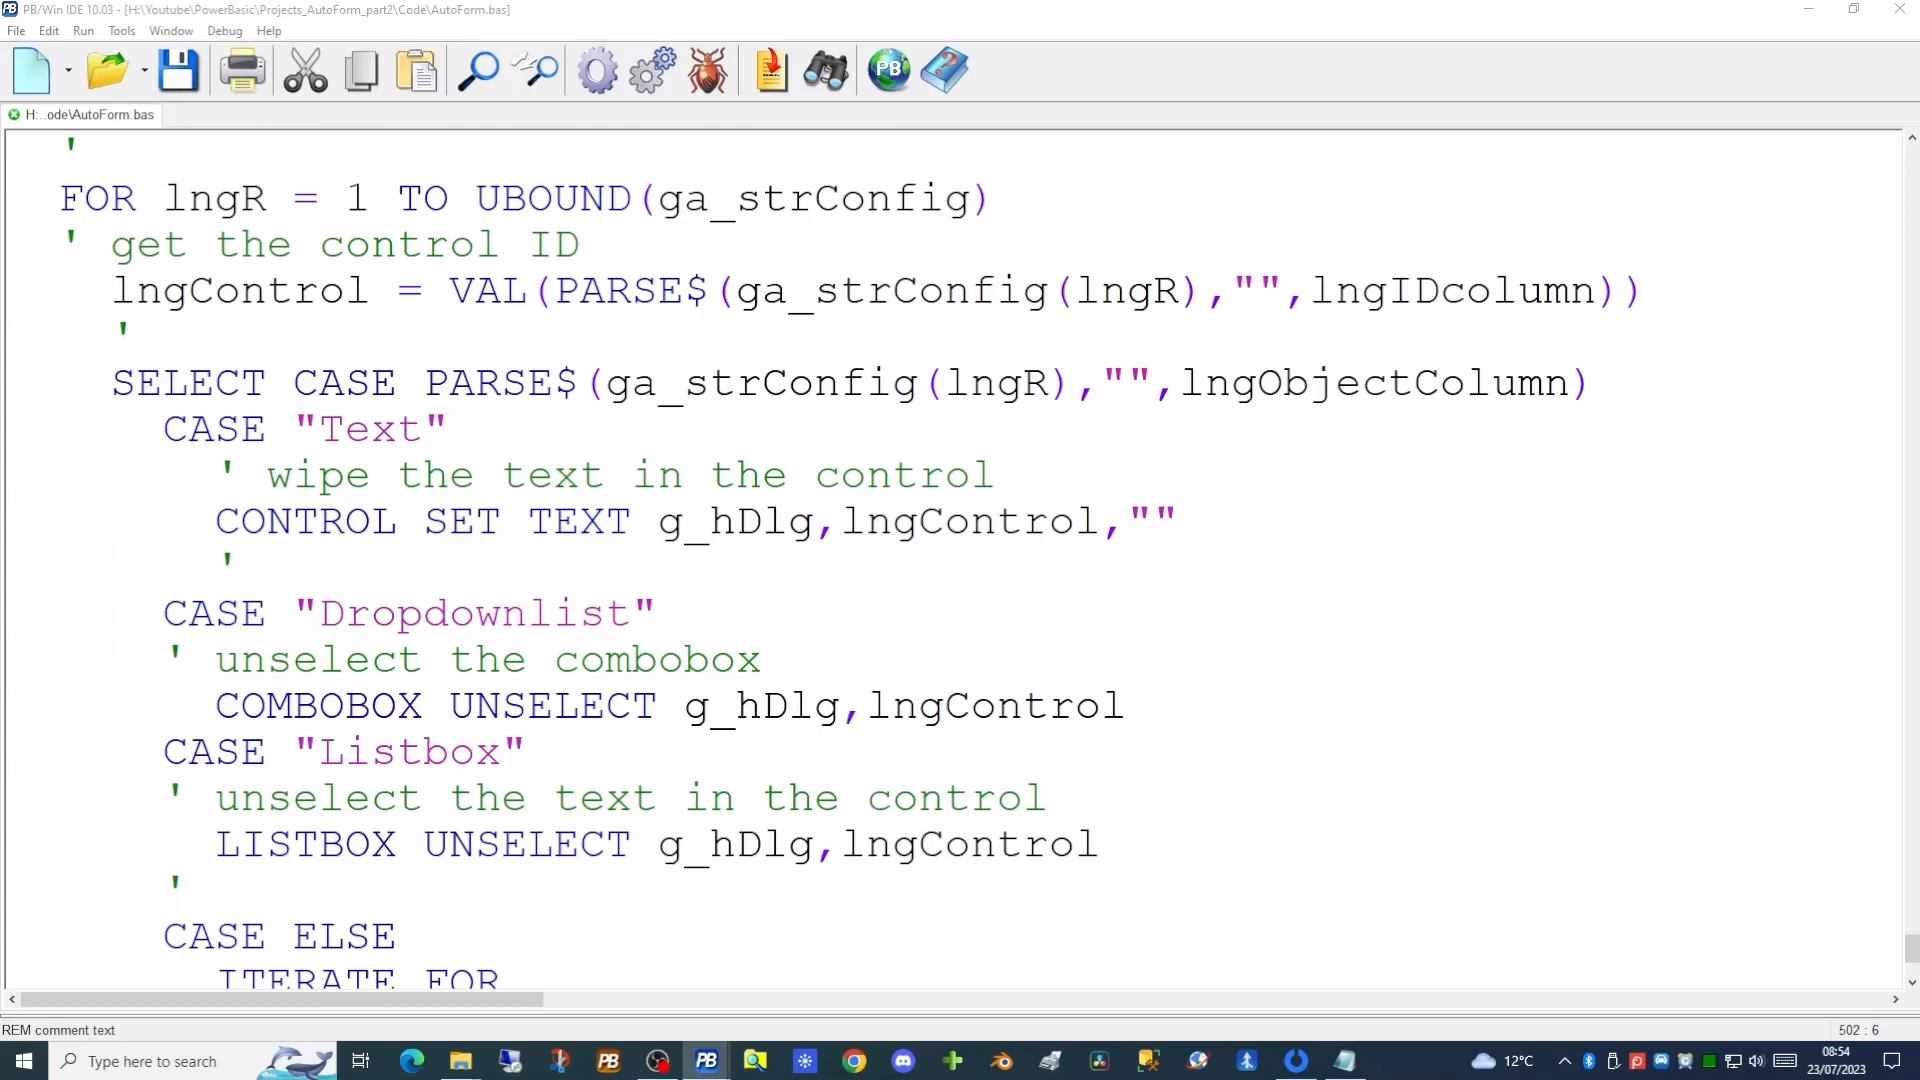 PB/Win IDE 10.03 - [H:\Youtube\PowerBasic\Projects_AutoForm_part2\Code\AutoForm.bas]
File Edit Run Tools Window Debug Help
PB
H:..ode\AutoForm.bas
'
FOR lngR = 1 TO UBOUND(ga_strConfig)
' get the control ID
lngControl = VAL(PARSE$(ga_strConfig(lngR),"",lngIDcolumn))
'
SELECT CASE PARSE$(ga_strConfig(lngR),"",lngObjectColumn)
CASE "Text"
' wipe the text in the control
CONTROL SET TEXT g_hDlg,lngControl,""
'
CASE "Dropdownlist"
' unselect the combobox
COMBOBOX UNSELECT g_hDlg,lngControl
CASE "Listbox"
' unselect the text in the control
LISTBOX UNSELECT g_hDlg,lngControl
'
CASE ELSE
ITERATE FOR
REM comment text
502 : 6
Type here to search
PB
PB
12°C
08:54
23/07/2023